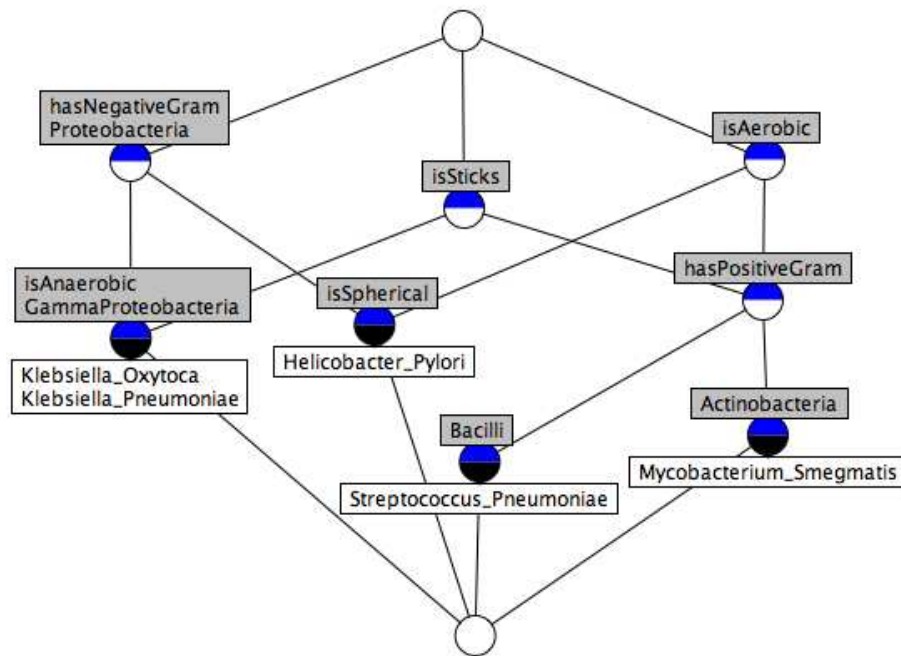 hasNegativeGram
Proteobacteria
isAerobic
isSticks
hasPositiveGram
isAnaerobic
GammaProteobacteria
isSpherical
Helicobacter_Pylori
Klebsiella_Oxytoca
Klebsiella_Pneumoniae
Actinobacteria
Bacilli
Mycobacterium_Smegmatis
Streptococcus_Pneumoniae